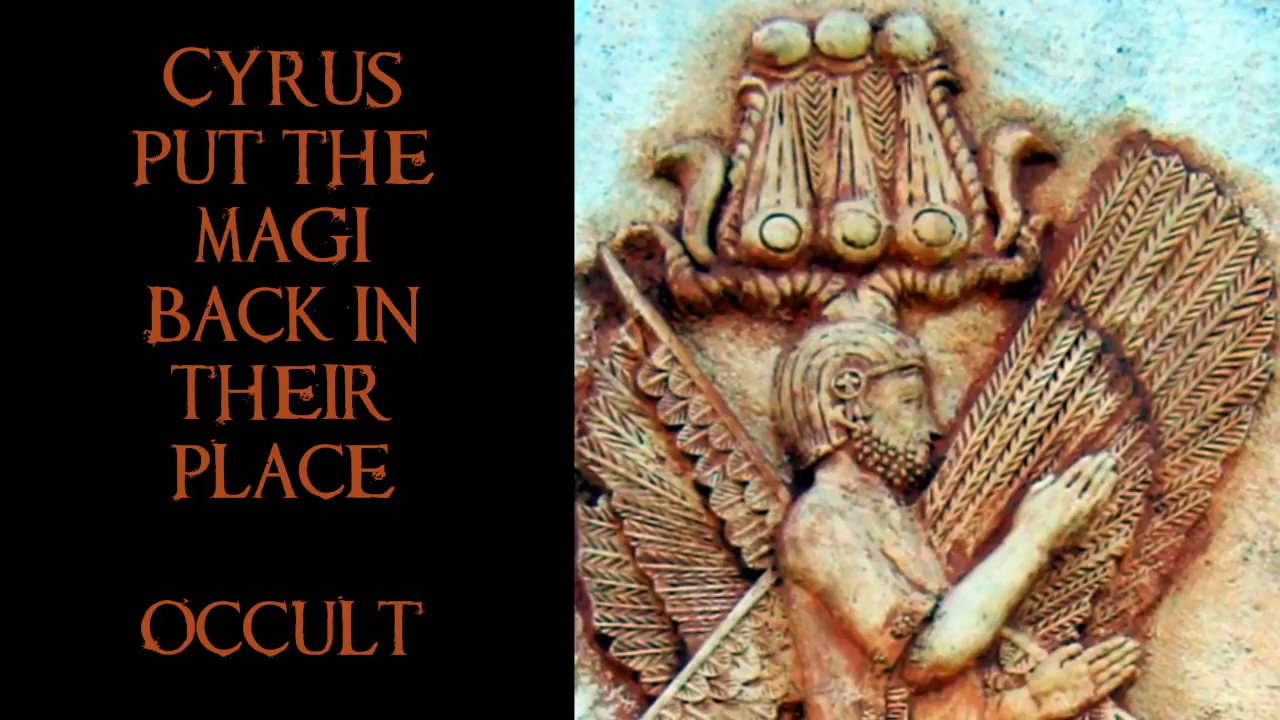 CYRUS
PUT THE
MAGI
BACK IN
THEIR
PLACE
OCCULT